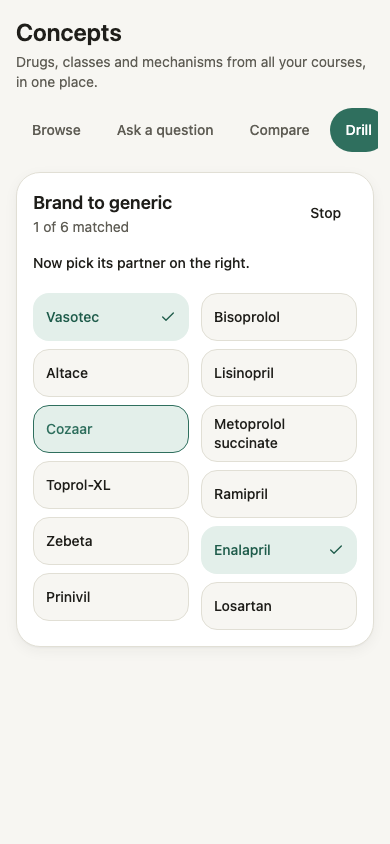 Concepts
Drugs, classes and mechanisms from all your courses,
in one place.
Browse
Ask a question
Compare
Drill
Brand to generic
1 of 6 matched
Stop
Now pick its partner on the right.
Vasotec
Altace
Cozaar
Toprol-XL
Zebeta
Prinivil
Bisoprolol
Lisinopril
Metoprolol
succinate
Ramipril
Enalapril
Losartan